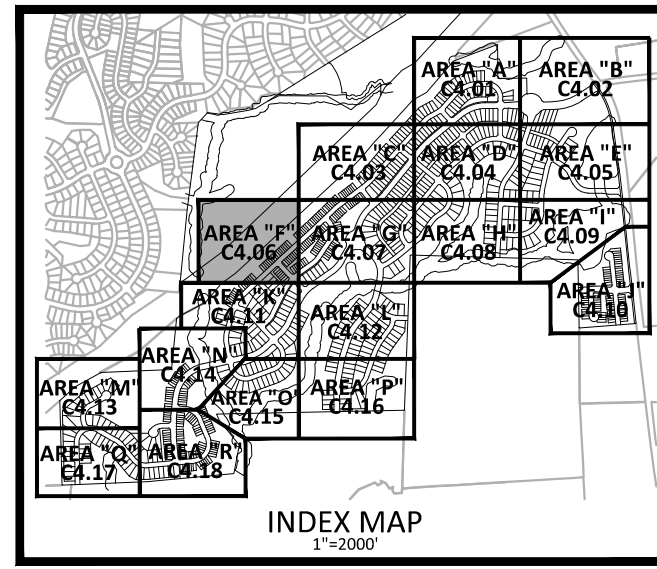 AREA "A"
C4.01
AREA "B"
C4.02
AREA "C"
C4.03
AREA "D"
C4.04
AREA "E"
C4.05
AREA "F"
C4.06
AREA "G"
C4.07
AREA "H"
C4.08
AREA "I"
C4.09
AREA "J"
C4.10
AREA "K"
C4.11
AREA "L"
C4.12
AREA "M"
C4.13
AREA "N"
C4.14
AREA "O"
C4.15
AREA "P"
C4.16
AREA "Q"
C4.17
AREA "R"
C4.18
INDEX MAP
1"=2000'